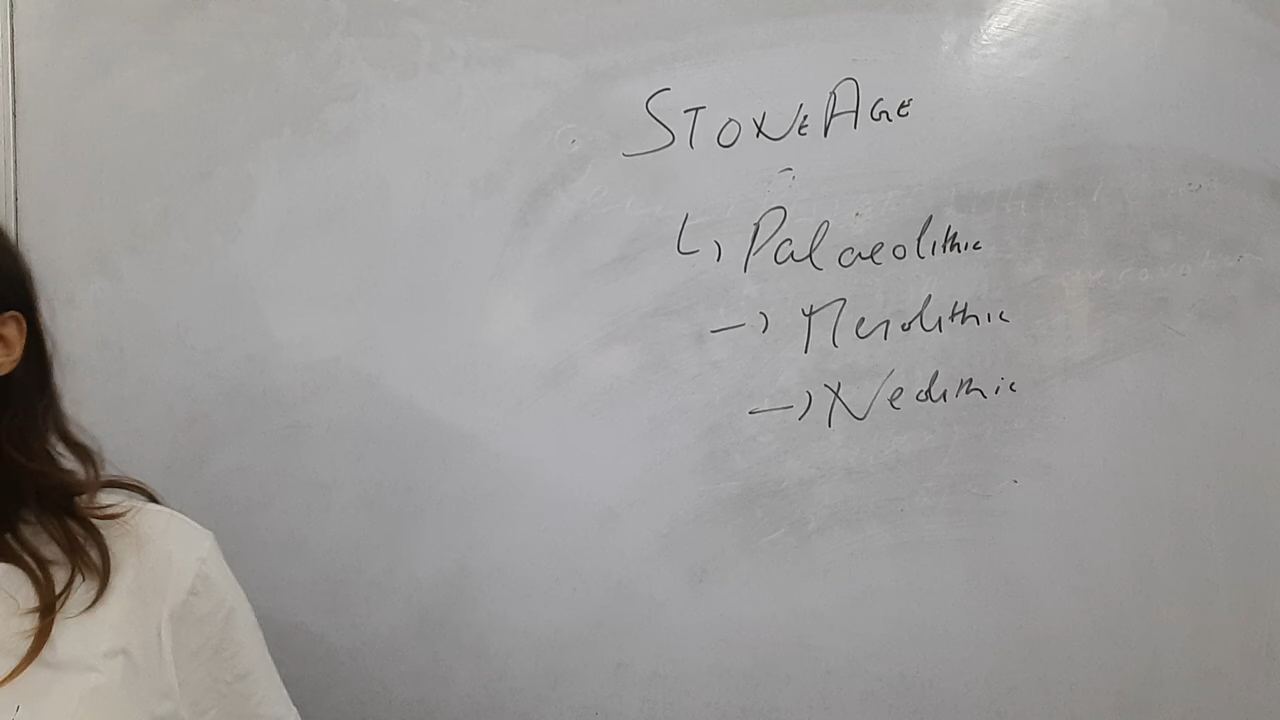 STONE AGE
↳ Palaeolithic
→ Mesolithic
→ Neolithic